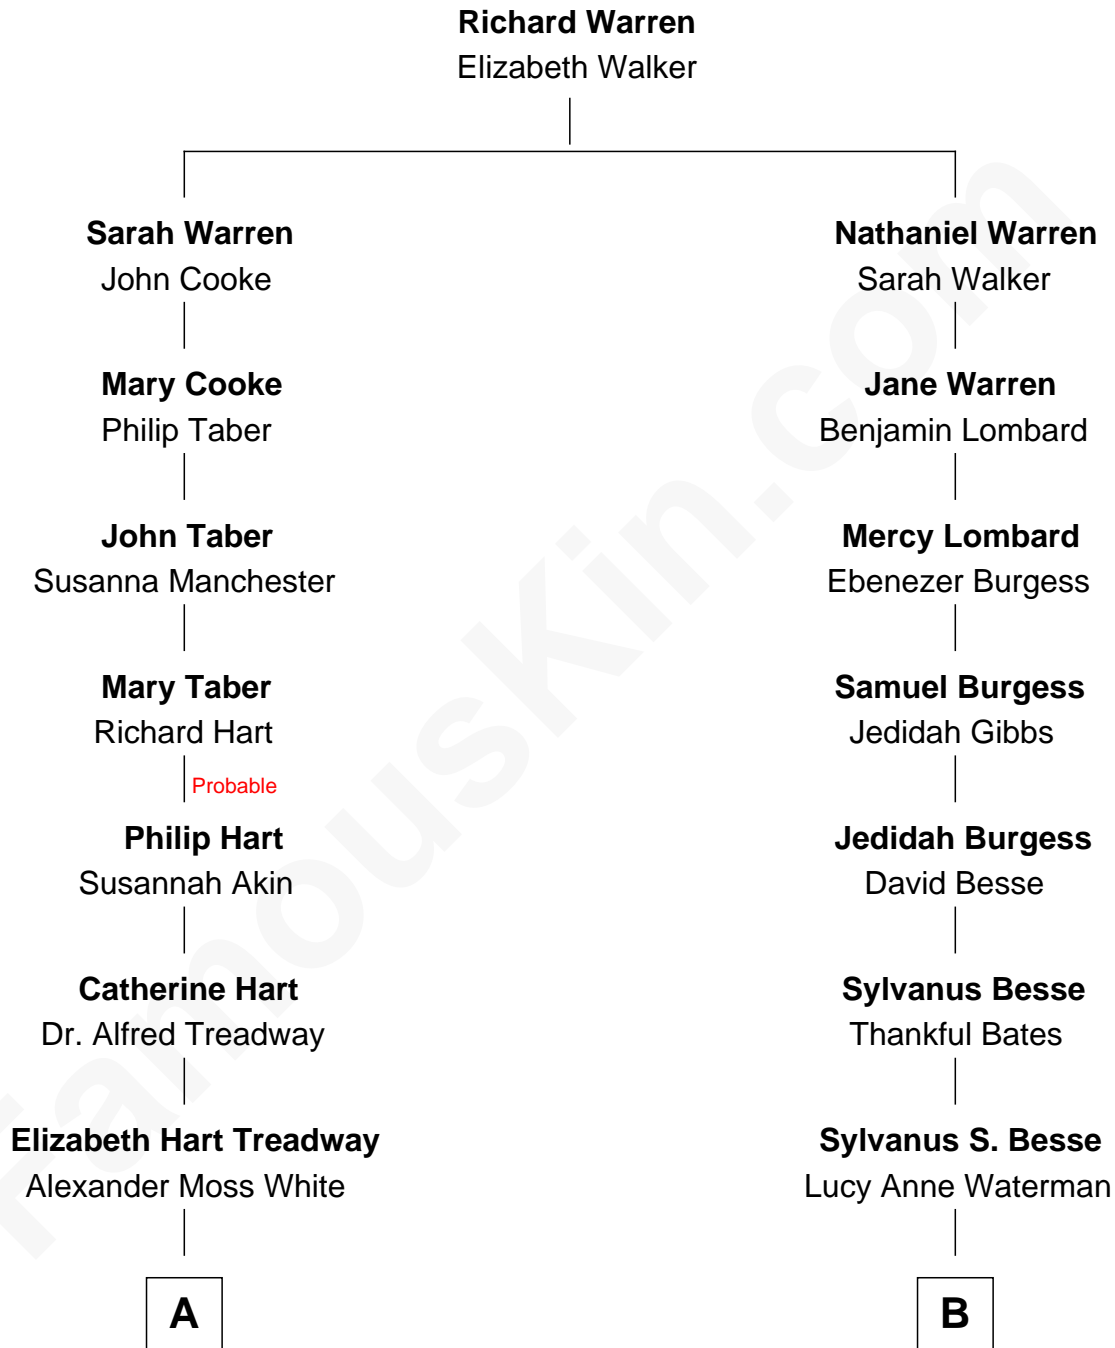 Richard Warren
Elizabeth Walker
Sarah Warren
John Cooke
Nathaniel Warren
Sarah Walker
Mary Cooke
Philip Taber
Jane Warren
Benjamin Lombard
John Taber
Susanna Manchester
Mercy Lombard
Ebenezer Burgess
Mary Taber
Richard Hart
Samuel Burgess
Jedidah Gibbs
Probable
Philip Hart
Susannah Akin
Jedidah Burgess
David Besse
Catherine Hart
Dr. Alfred Treadway
Sylvanus Besse
Thankful Bates
Elizabeth Hart Treadway
Alexander Moss White
Sylvanus S. Besse
Lucy Anne Waterman
A
B
FamousKin.com